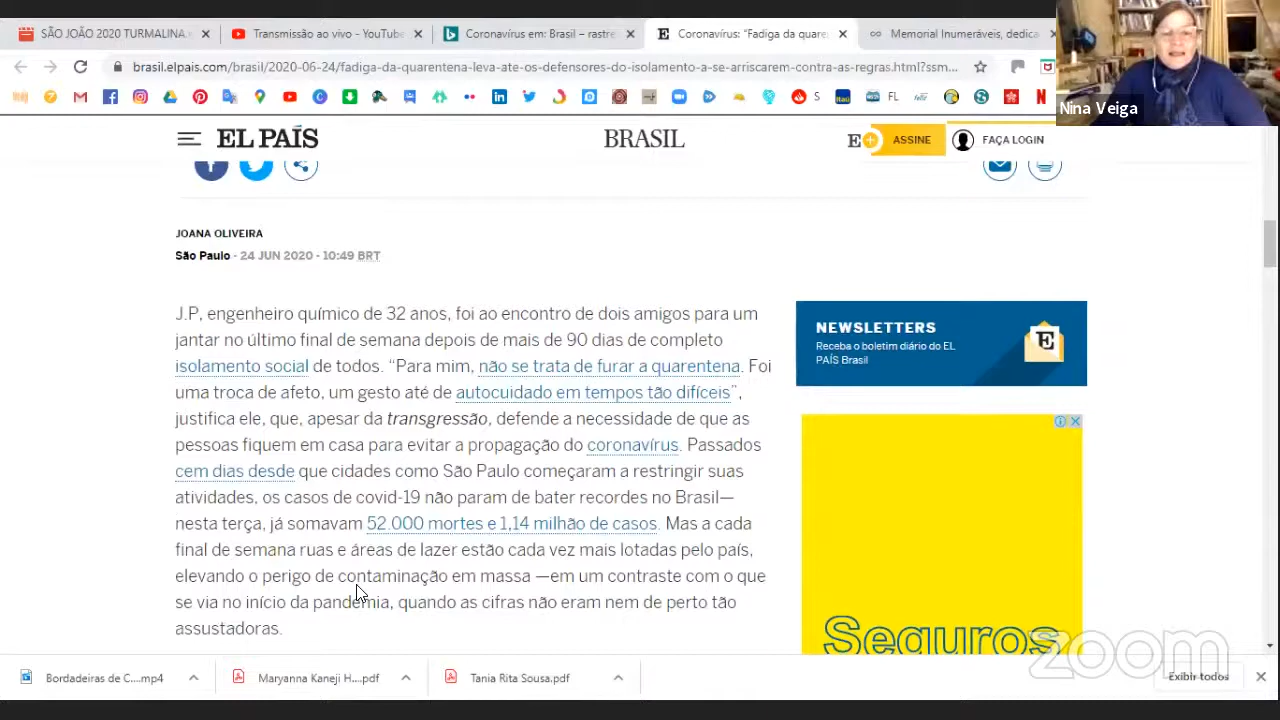 SÃO JOÃO 2020 TURMALINA
Transmissão ao vivo - YouTube
Coronavírus em: Brasil – rastre
Coronavírus: "Fadiga da quare
Memorial Inumeráveis, dedica
brasil.elpais.com/brasil/2020-06-24/fadiga-da-quarentena-leva-ate-os-defensores-do-isolamento-a-se-arriscarem-contra-as-regras.html?ssm...
Nina Veiga
EL PAÍS
BRASIL
E+ ASSINE
FAÇA LOGIN
JOANA OLIVEIRA
São Paulo - 24 JUN 2020 - 10:49 BRT
J.P, engenheiro químico de 32 anos, foi ao encontro de dois amigos para um
jantar no último final de semana depois de mais de 90 dias de completo
isolamento social de todos. “Para mim, não se trata de furar a quarentena. Foi
uma troca de afeto, um gesto até de autocuidado em tempos tão difíceis”,
justifica ele, que, apesar da transgressão, defende a necessidade de que as
pessoas fiquem em casa para evitar a propagação do coronavírus. Passados
cem dias desde que cidades como São Paulo começaram a restringir suas
atividades, os casos de covid-19 não param de bater recordes no Brasil—
nesta terça, já somavam 52.000 mortes e 1,14 milhão de casos. Mas a cada
final de semana ruas e áreas de lazer estão cada vez mais lotadas pelo país,
elevando o perigo de contaminação em massa —em um contraste com o que
se via no início da pandemia, quando as cifras não eram nem de perto tão
assustadoras.
NEWSLETTERS
Receba o boletim diário do EL
PAÍS Brasil
Seguros
zoom
Bordadeiras de C....mp4
Maryanna Kaneji H....pdf
Tania Rita Sousa.pdf
Exibir todos